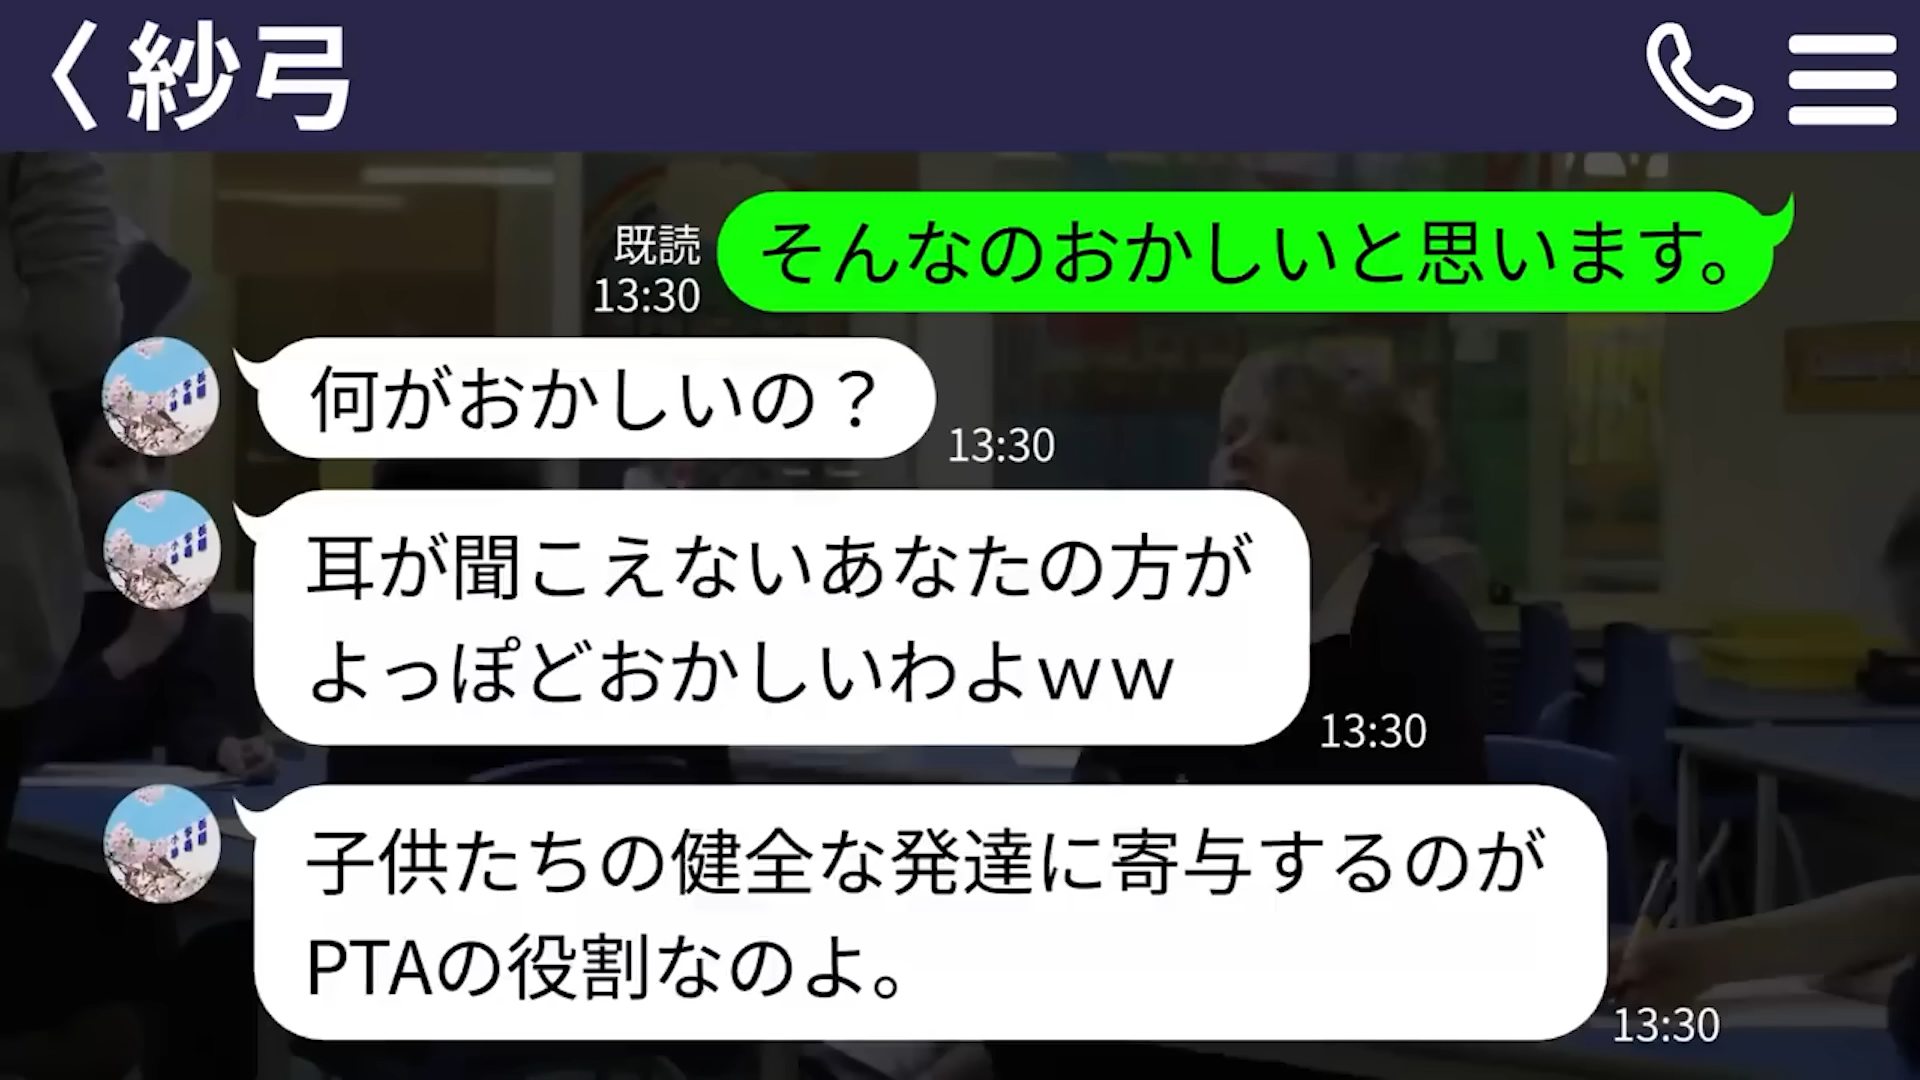 紗弓
そんなのおかしいと思います。
既読
13:30
何がおかしいの？
13:30
耳が聞こえないあなたの方が
よっぽどおかしいわよｗｗ
13:30
子供たちの健全な発達に寄与するのが
PTAの役割なのよ。
13:30